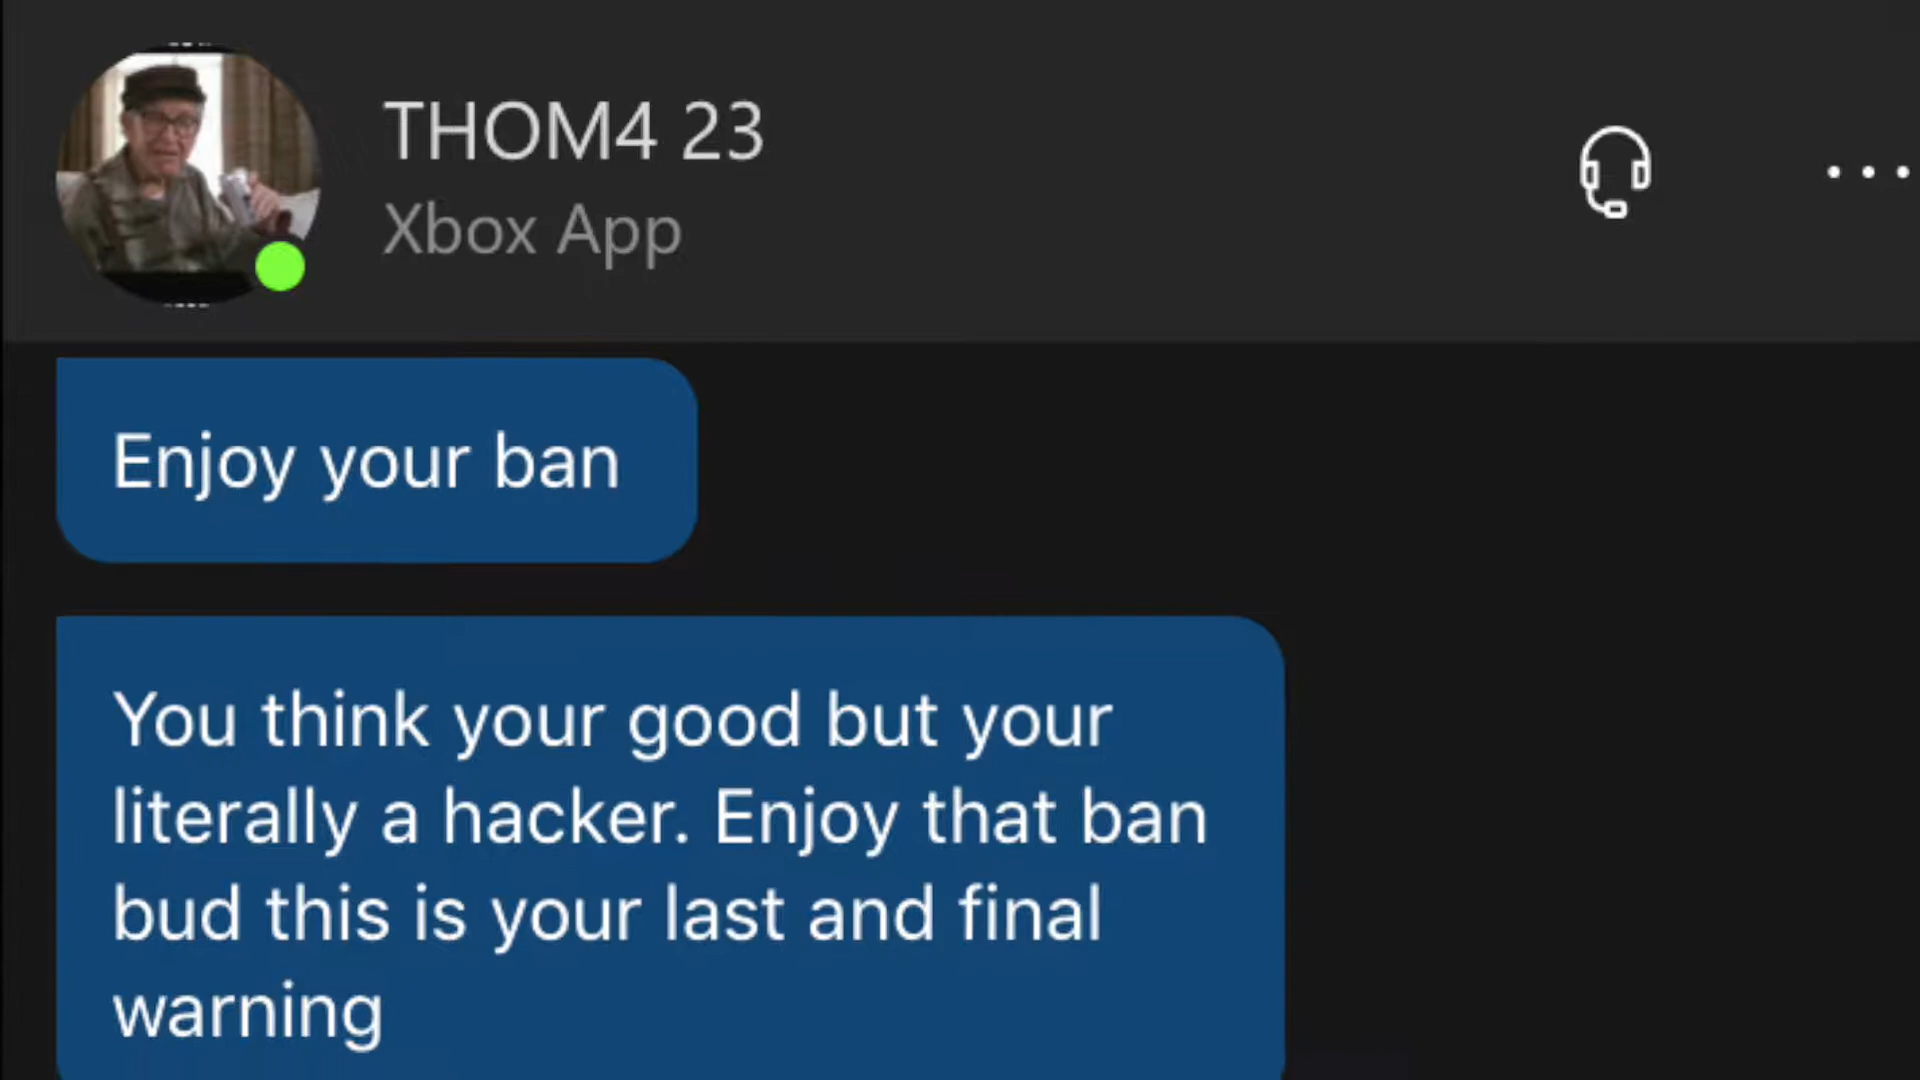 THOM4 23
Xbox App
Enjoy your ban
You think your good but your
literally a hacker. Enjoy that ban
bud this is your last and final
warning